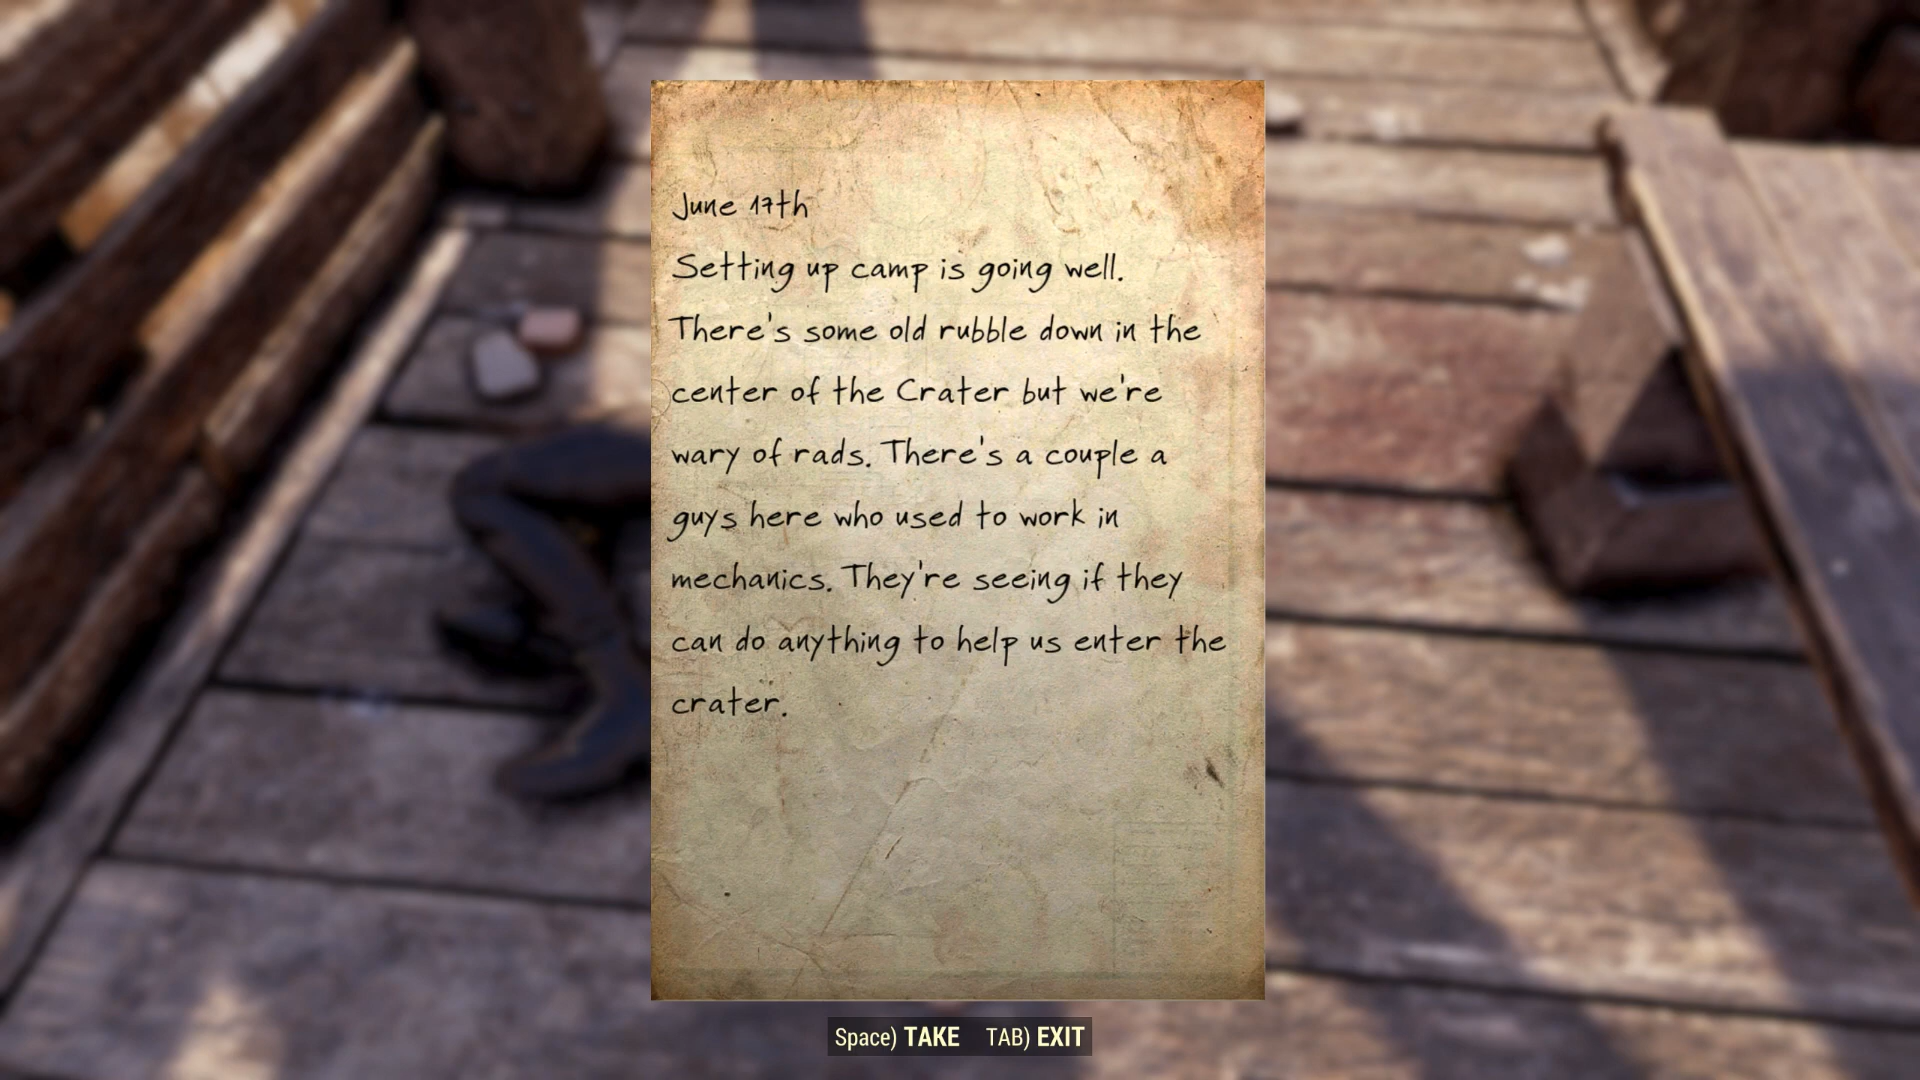 June 17th
Setting up camp is going well.
There's some old rubble down in the
center of the Crater but we're
wary of rads. There's a couple a
guys here who used to work in
mechanics. They're seeing if they
can do anything to help us enter the
crater.
Space) TAKE TAB) EXIT